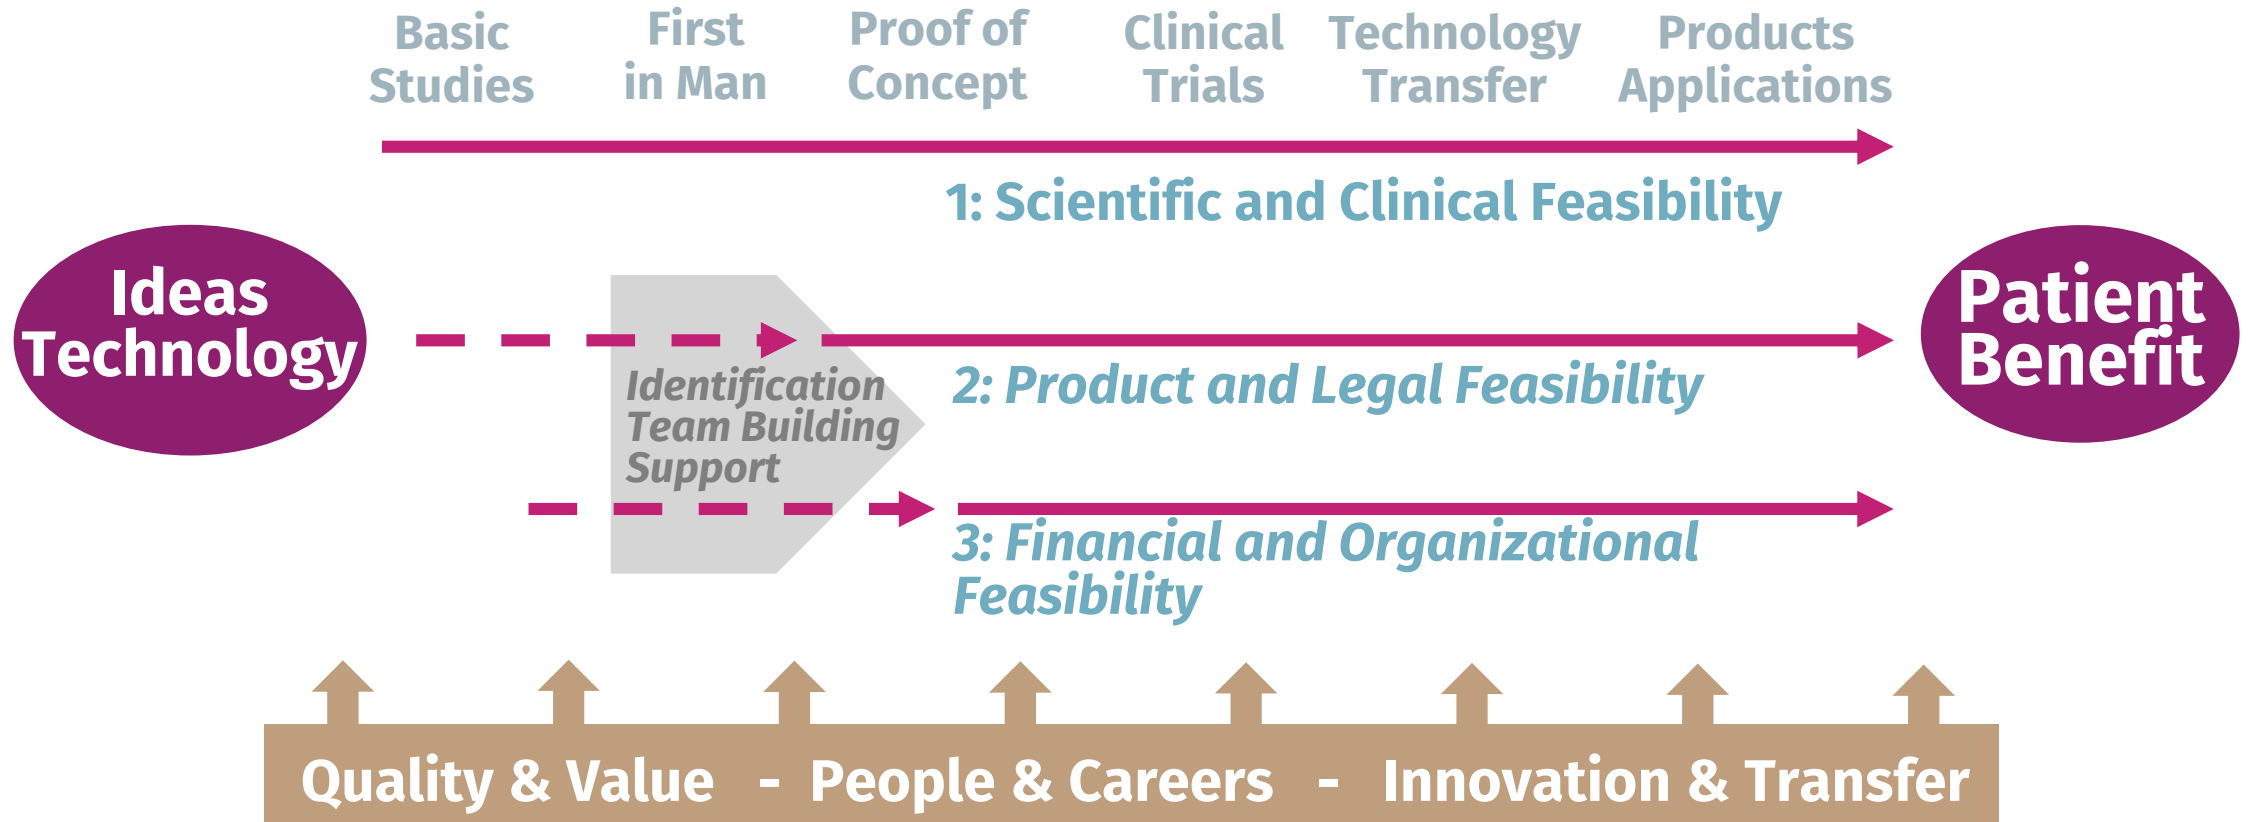 Basic
Studies
First
in Man
Proof of
Concept
Clinical
Trials
Technology
Transfer
Products
Applications
1: Scientific and Clinical Feasibility
Ideas
Technology
Patient
Benefit
Identification
Team Building
Support
2: Product and Legal Feasibility
3: Financial and Organizational
Feasibility
Quality & Value - People & Careers - Innovation & Transfer